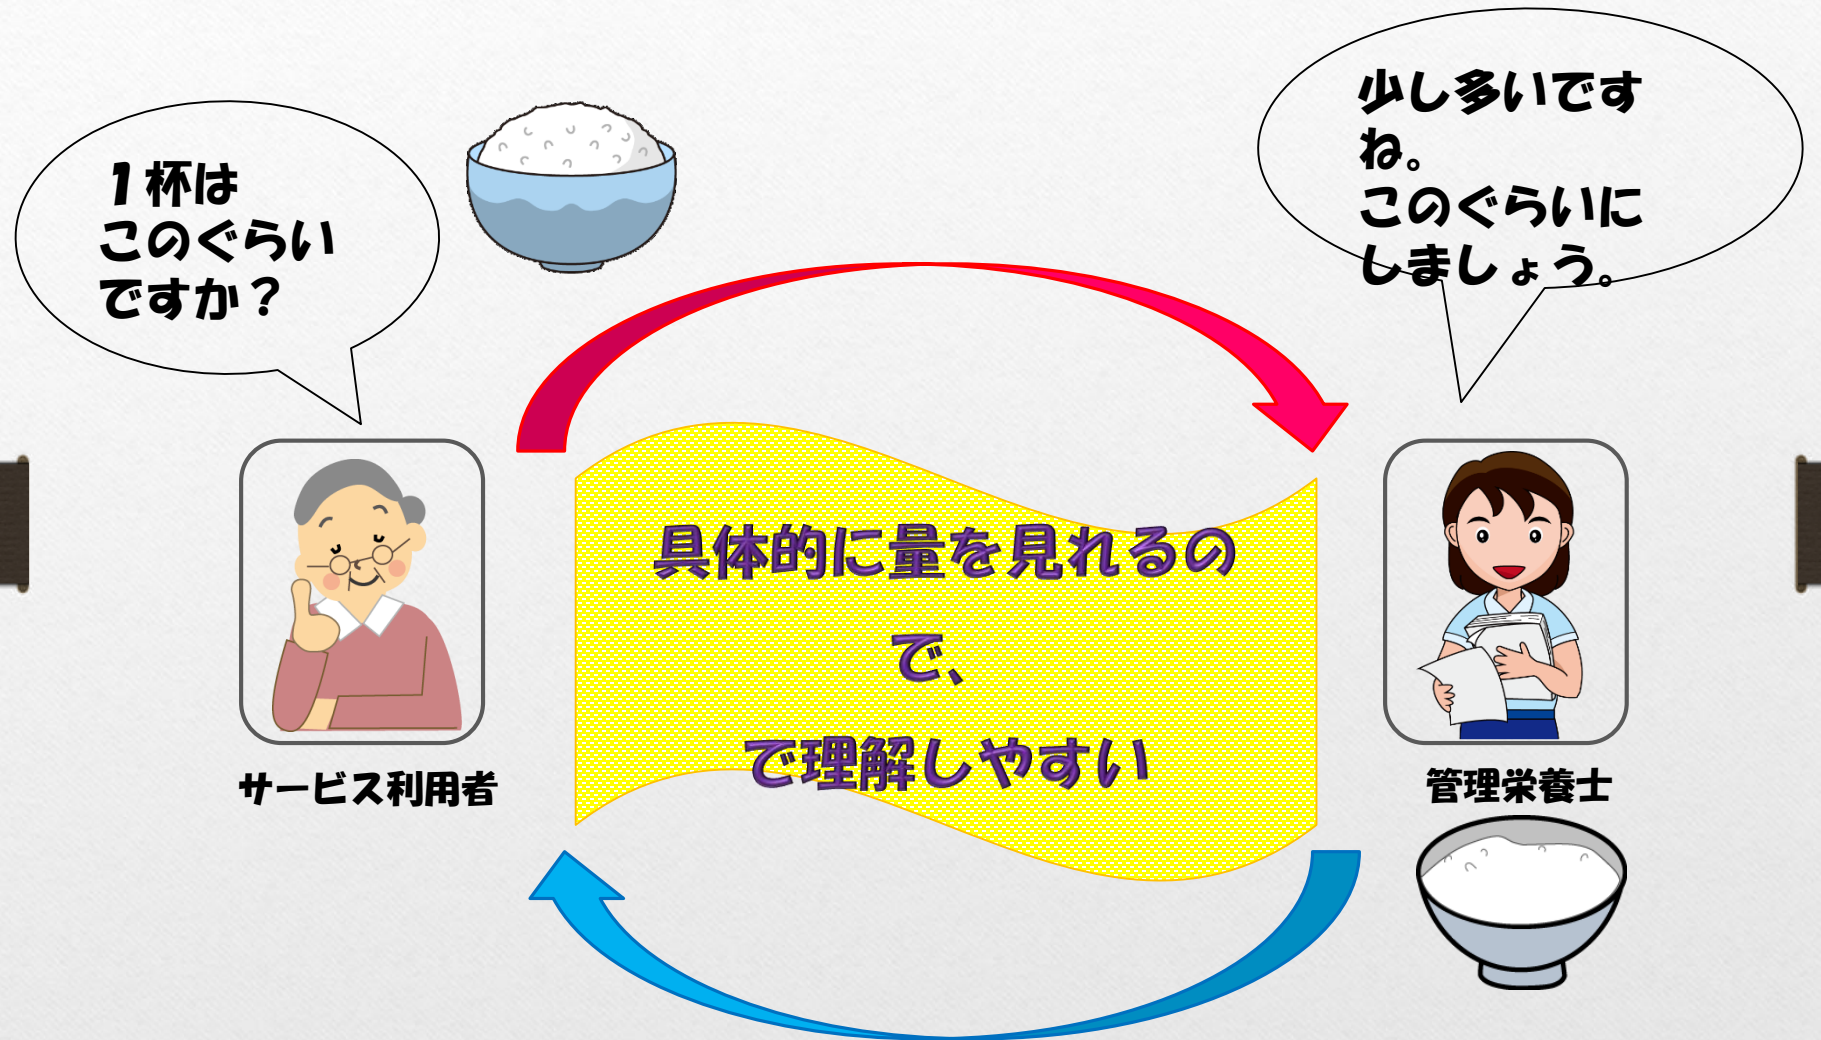 1杯は
このぐらい
ですか？
少し多いです
ね。
このぐらいに
しましょう。
具体的に量を見れるの
で、
で理解しやすい
サービス利用者
管理栄養士